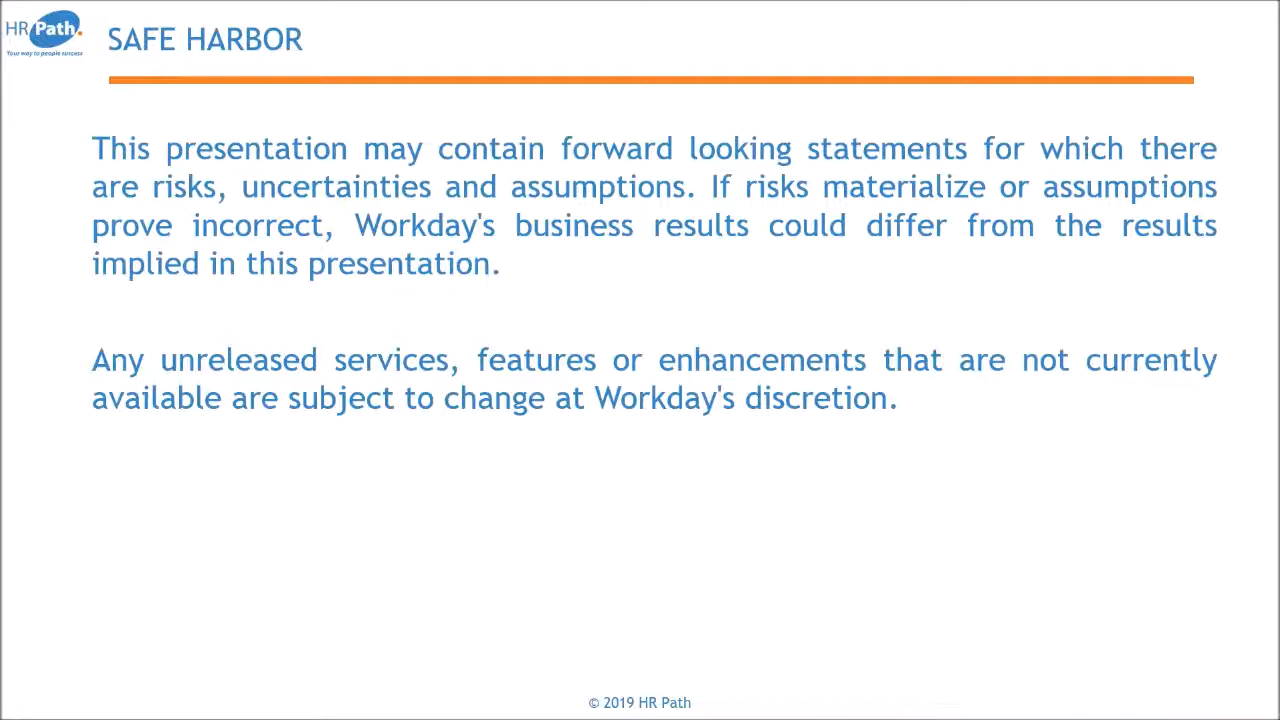 HR Path.
Your way to people success
SAFE HARBOR
This presentation may contain forward looking statements for which there
are risks, uncertainties and assumptions. If risks materialize or assumptions
prove incorrect, Workday's business results could differ from the results
implied in this presentation.
Any unreleased services, features or enhancements that are not currently
available are subject to change at Workday's discretion.
© 2019 HR Path